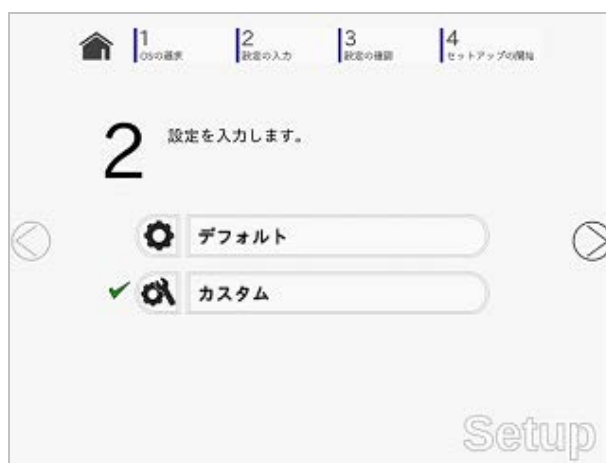 1
OSの選択
2
設定の入力
3
設定の確認
4
セットアップの開始
2
設定を入力します。
デフォルト
カスタム
Setup